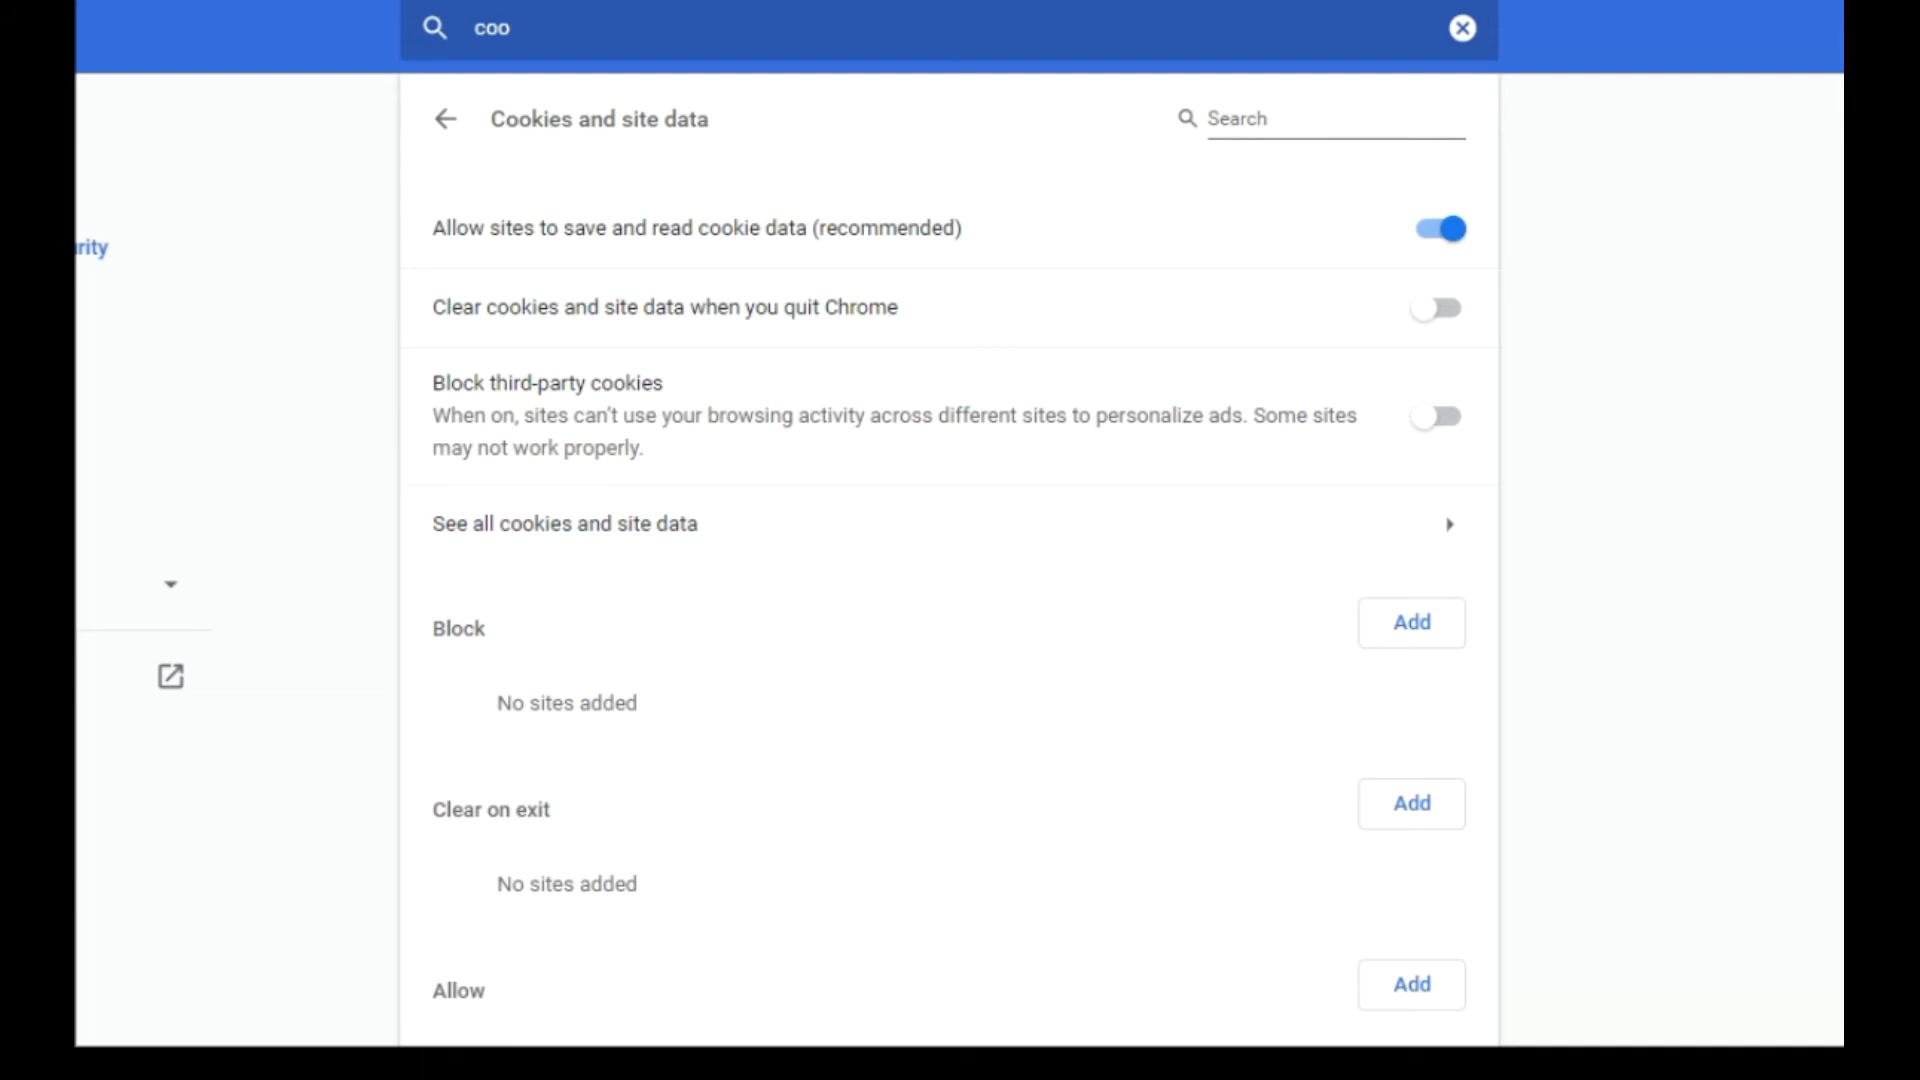 coo
Cookies and site data
Search
rity
Allow sites to save and read cookie data (recommended)
Clear cookies and site data when you quit Chrome
Block third-party cookies
When on, sites can't use your browsing activity across different sites to personalize ads. Some sites
may not work properly.
See all cookies and site data
Block
Add
No sites added
Clear on exit
Add
No sites added
Allow
Add